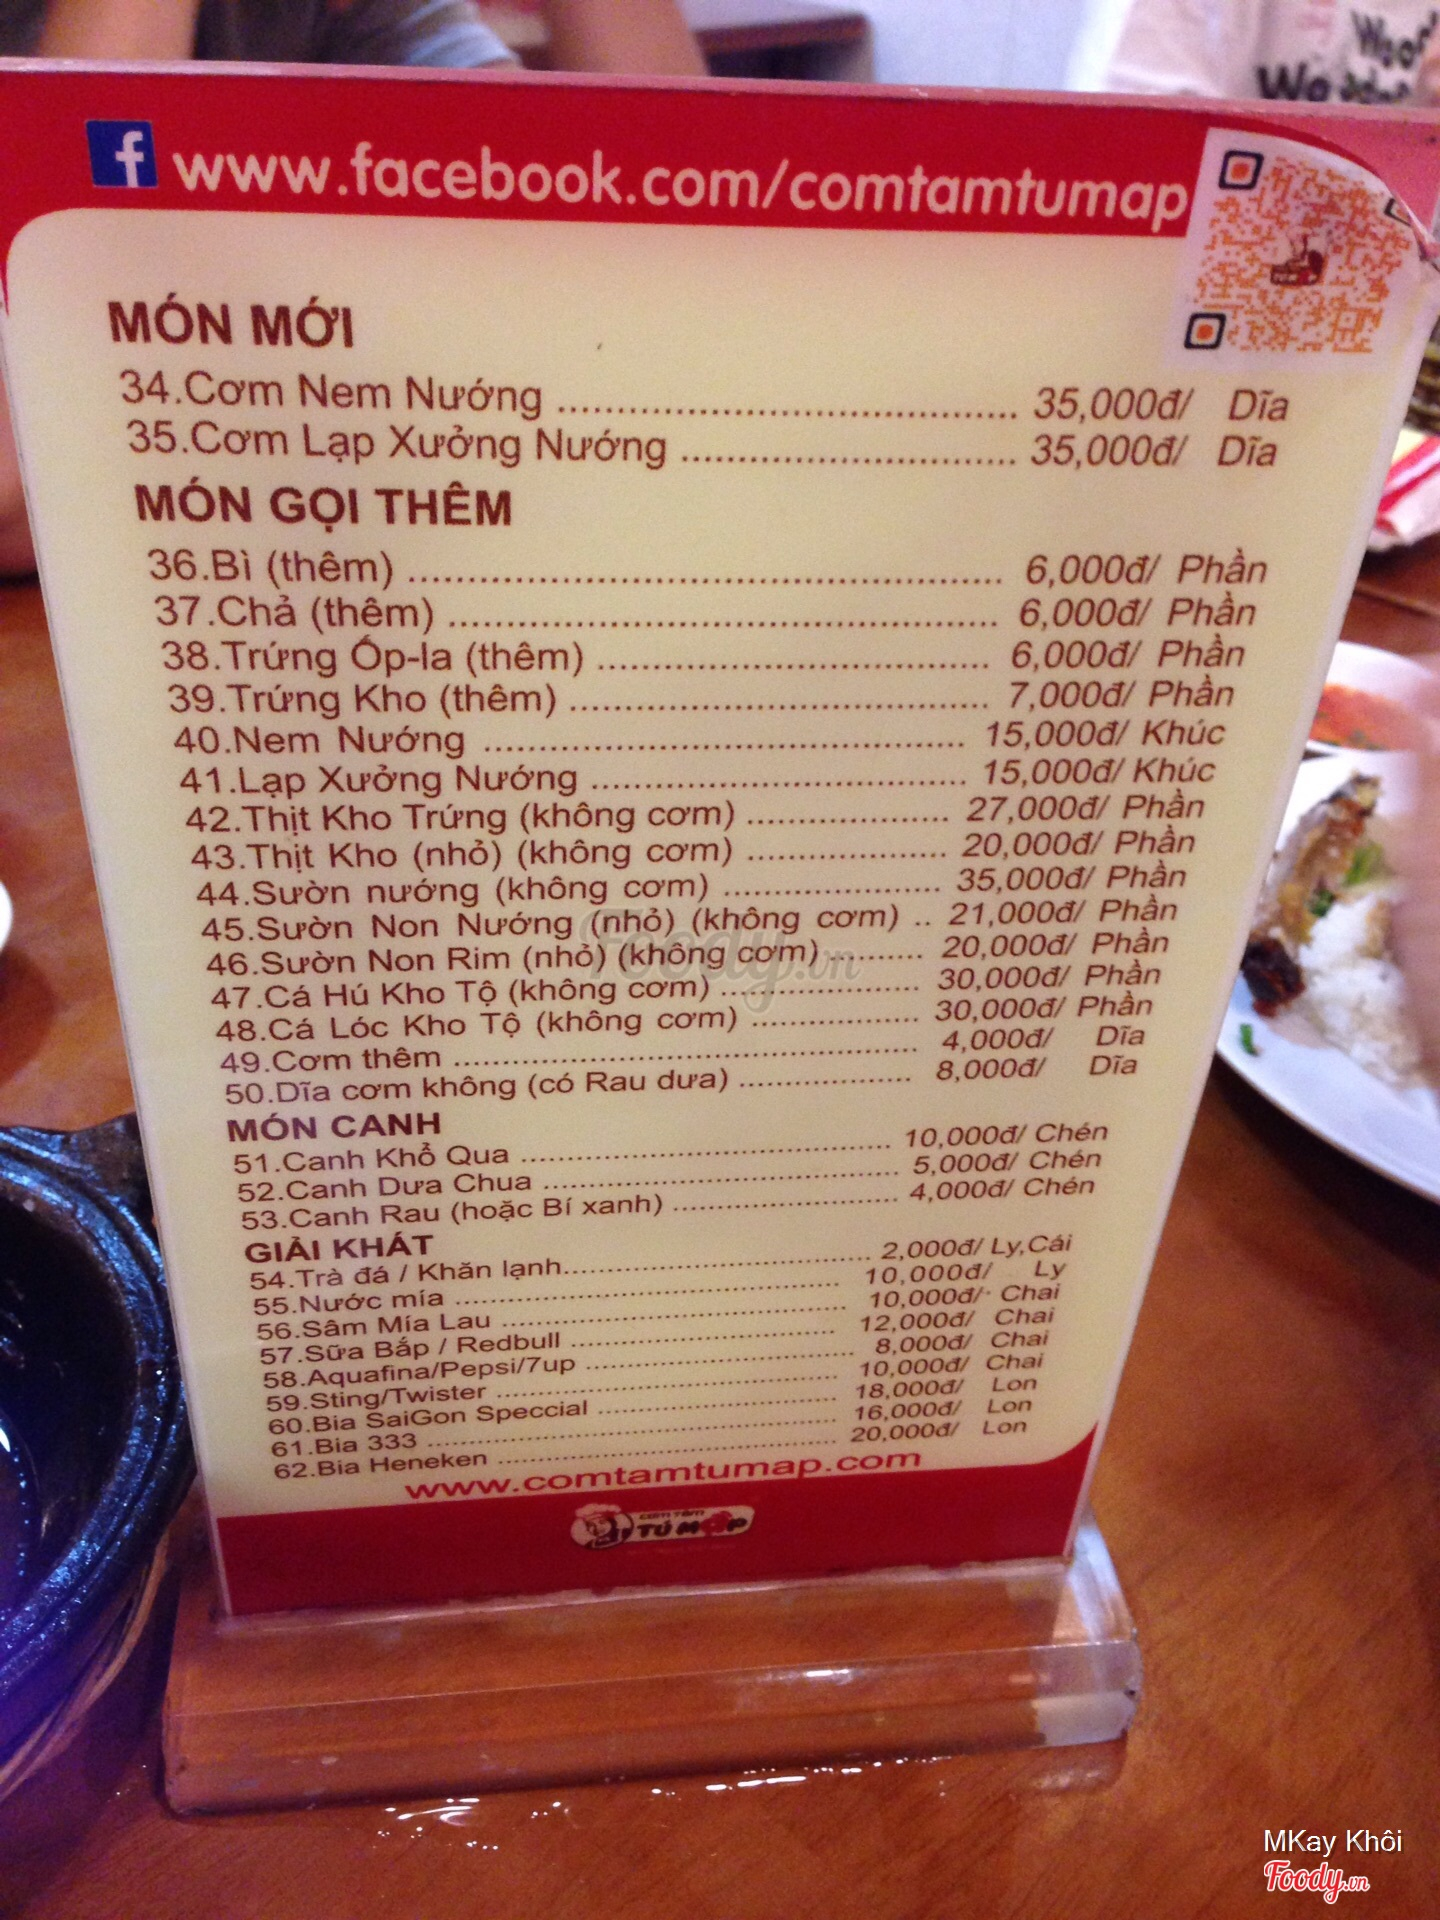 We
www.facebook.com/comtamtumap
MÓN MỚI
34.Cơm Nem Nướng ........ 35,000đ/ Dĩa
35.Cơm Lạp Xưởng Nướng ........ 35,000đ/ Dĩa
MÓN GỌI THÊM
36.Bì (thêm) ........ 6,000đ/ Phần
37.Chả (thêm) ........ 6,000đ/ Phần
38.Trứng Ốp-la (thêm) ........ 6,000đ/ Phần
39.Trứng Kho (thêm) ........ 7,000đ/ Phần
40.Nem Nướng ........ 15,000đ/ Khúc
41.Lạp Xưởng Nướng ........ 15,000đ/ Khúc
42.Thịt Kho Trứng (không cơm) ........ 27,000đ/ Phần
43.Thịt Kho (nhỏ) (không cơm) ........ 20,000đ/ Phần
44.Sườn nướng (không cơm) ........ 35,000đ/ Phần
45.Sườn Non Nướng (nhỏ) (không cơm) .. 21,000đ/ Phần
46.Sườn Non Rim (nhỏ) (không cơm) ........ 20,000đ/ Phần
47.Cá Hú Kho Tộ (không cơm) ........ 30,000đ/ Phần
48.Cá Lóc Kho Tộ (không cơm) ........ 30,000đ/ Phần
49.Cơm thêm ........ 4,000đ/ Dĩa
50.Dĩa cơm không (có Rau dưa) ........ 8,000đ/ Dĩa
MÓN CANH
51.Canh Khổ Qua ........ 10,000đ/ Chén
52.Canh Dưa Chua ........ 5,000đ/ Chén
53.Canh Rau (hoặc Bí xanh) ........ 4,000đ/ Chén
GIẢI KHÁT
54.Trà đá / Khăn lạnh........ 2,000đ/ Ly,Cái
55.Nước mía ........ 10,000đ/ Ly
56.Sâm Mía Lau ........ 10,000đ/ Chai
57.Sữa Bắp / Redbull ........ 12,000đ/ Chai
58.Aquafina/Pepsi/7up ........ 8,000đ/ Chai
59.Sting/Twister ........ 10,000đ/ Chai
60.Bia SaiGon Speccial ........ 18,000đ/ Lon
61.Bia 333 ........ 16,000đ/ Lon
62.Bia Heneken ........ 20,000đ/ Lon
www.comtamtumap.com
CƠM TẤM
TÚ MẬP
Foody.vn
MKay Khôi
Foody.vn